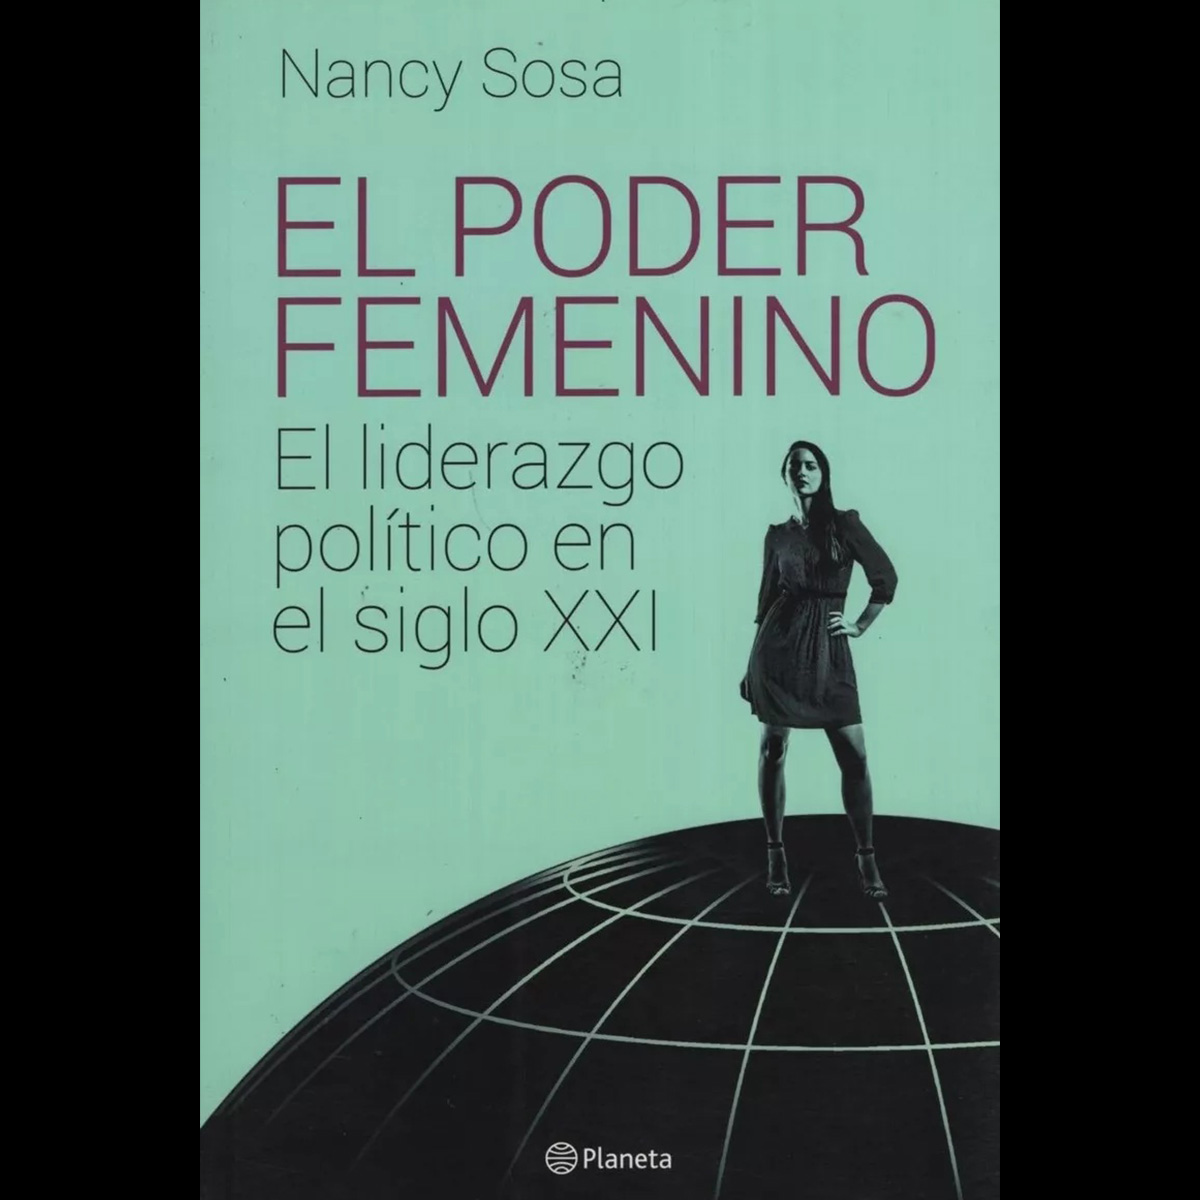 Nancy Sosa
EL PODER
FEMENINO
El liderazgo
político en
el siglo XXI
Planeta